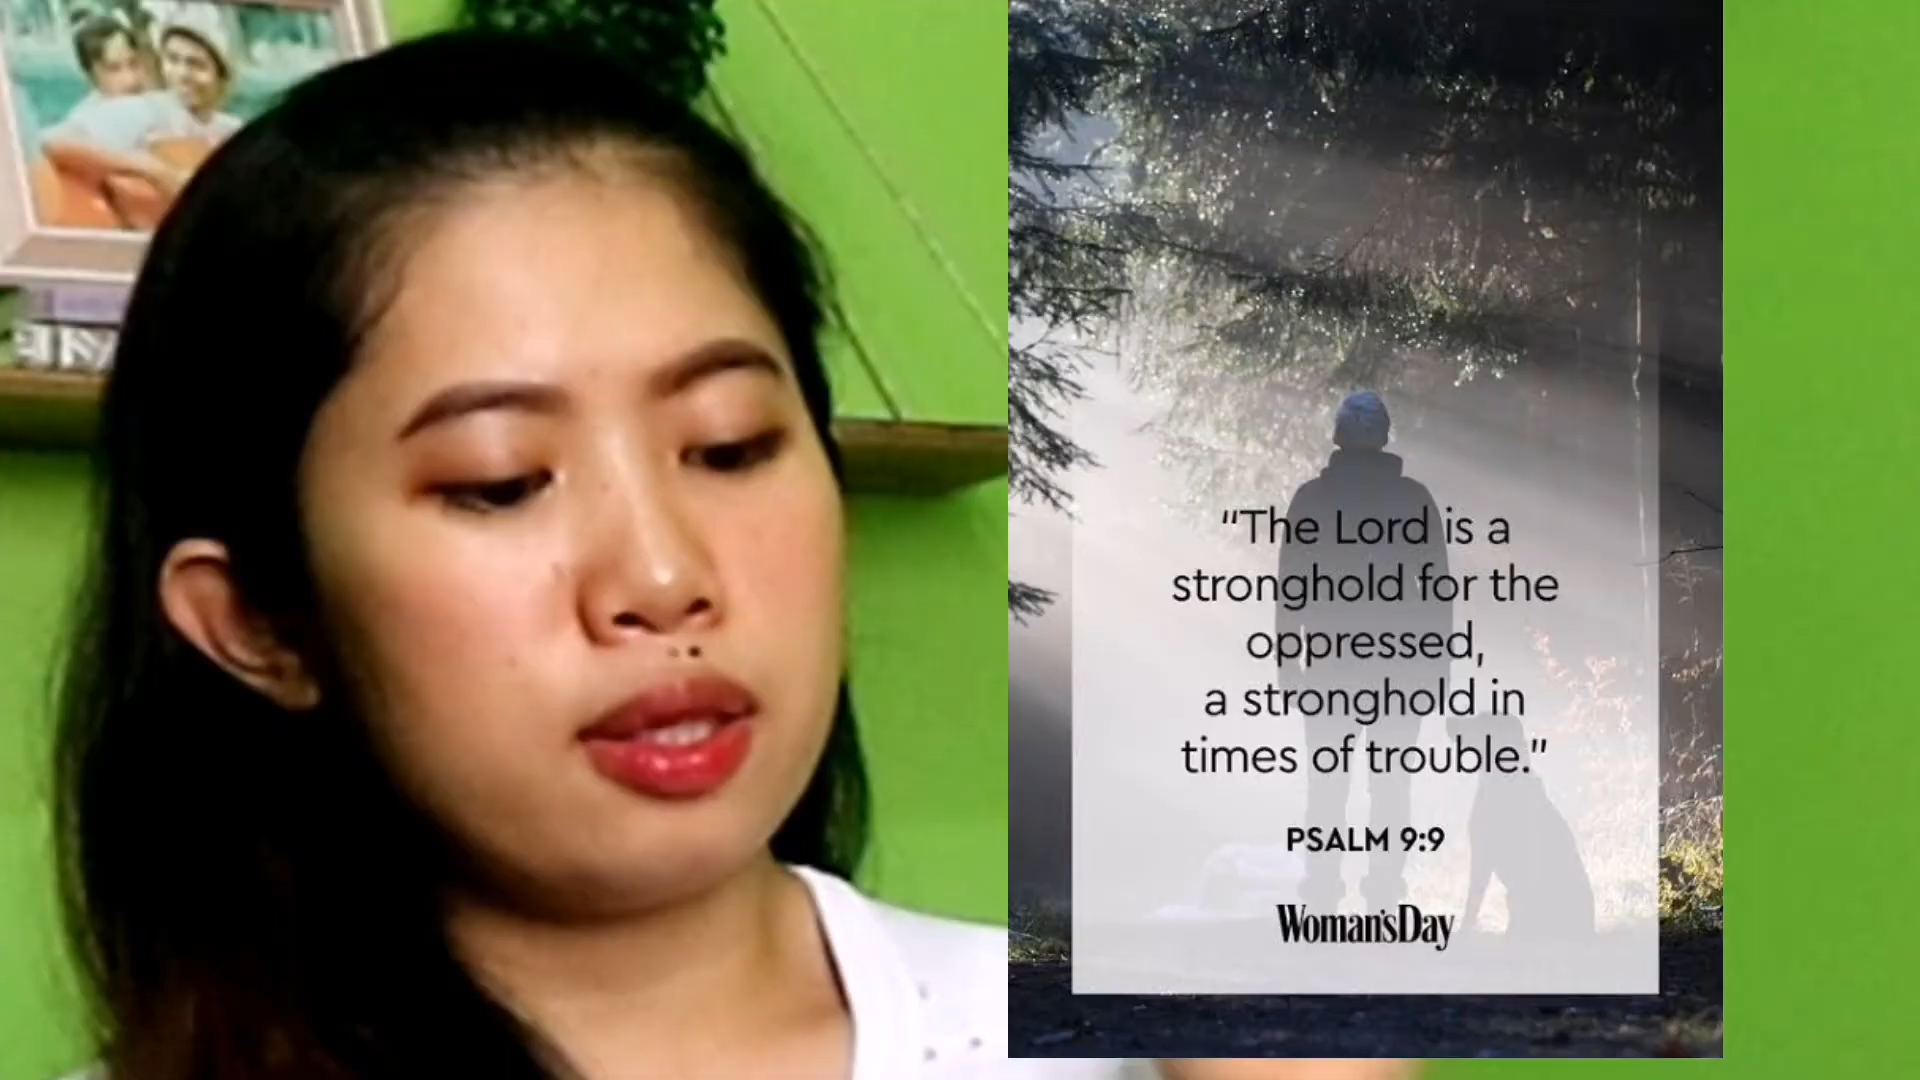 “The Lord is a
stronghold for the
oppressed,
a stronghold in
times of trouble.”
PSALM 9:9
Woman'sDay